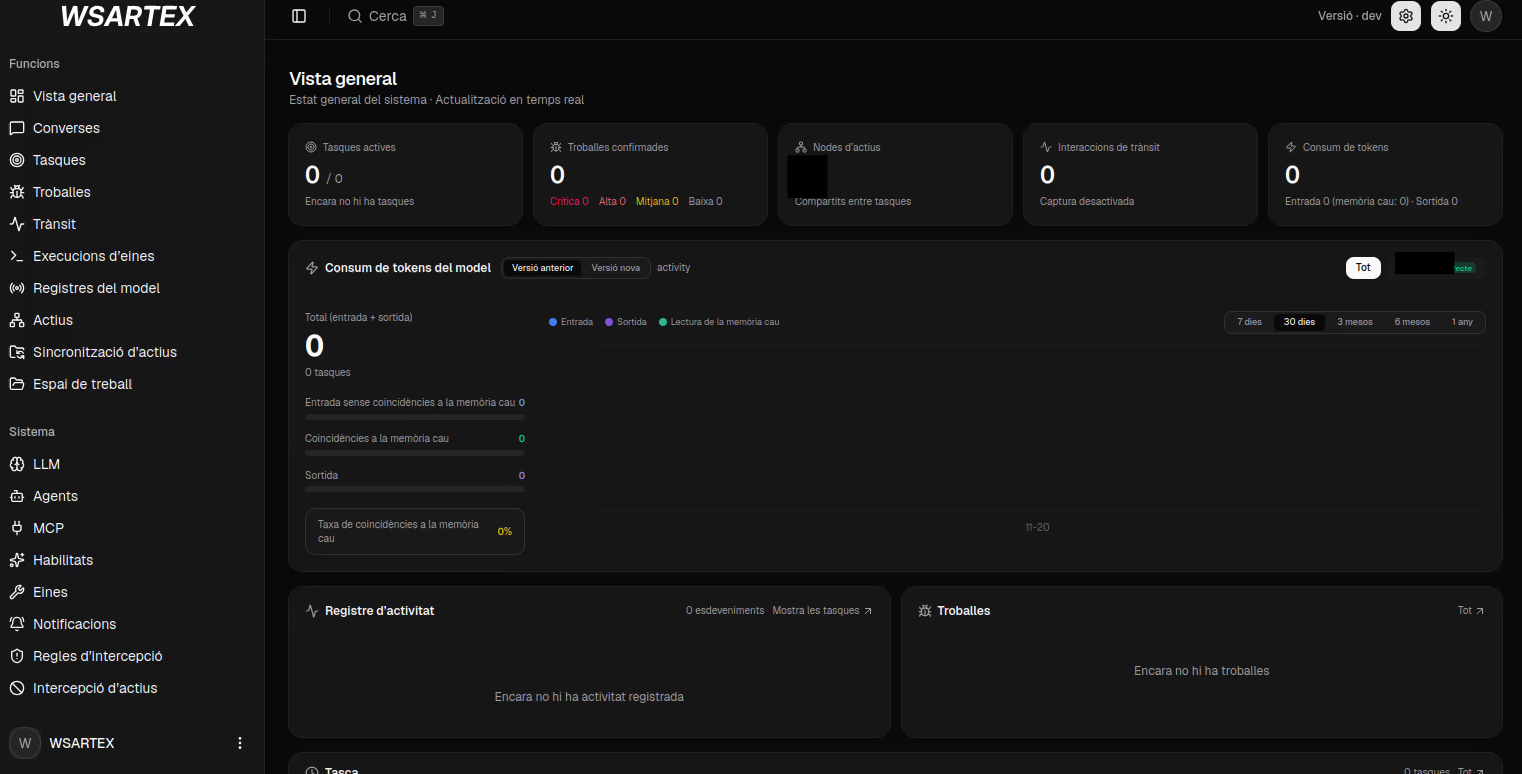 WSARTEX
Cerca ⌘ J
Versió · dev
W
Funcions
Vista general
Converses
Tasques
Troballes
Trànsit
Execucions d'eines
Registres del model
Actius
Sincronització d'actius
Espai de treball
Sistema
LLM
Agents
MCP
Habilitats
Eines
Notificacions
Regles d'intercepció
Intercepció d'actius
W WSARTEX
Vista general
Estat general del sistema · Actualització en temps real
Tasques actives
0 / 0
Encara no hi ha tasques
Troballes confirmades
0
Crítica 0 Alta 0 Mitjana 0 Baixa 0
Nodes d'actius
Compartits entre tasques
Interaccions de trànsit
0
Captura desactivada
Consum de tokens
0
Entrada 0 (memòria cau: 0) · Sortida 0
Consum de tokens del model Versió anterior Versió nova activity
Tot
Total (entrada + sortida)
0
0 tasques
Entrada sense coincidències a la memòria cau 0
Coincidències a la memòria cau 0
Sortida 0
Taxa de coincidències a la memòria
cau
0%
Entrada Sortida Lectura de la memòria cau
7 dies 30 dies 3 mesos 6 mesos 1 any
11-20
Registre d'activitat 0 esdeveniments Mostra les tasques
Encara no hi ha activitat registrada
Troballes Tot
Encara no hi ha troballes
Tasca 0 tasques Tot